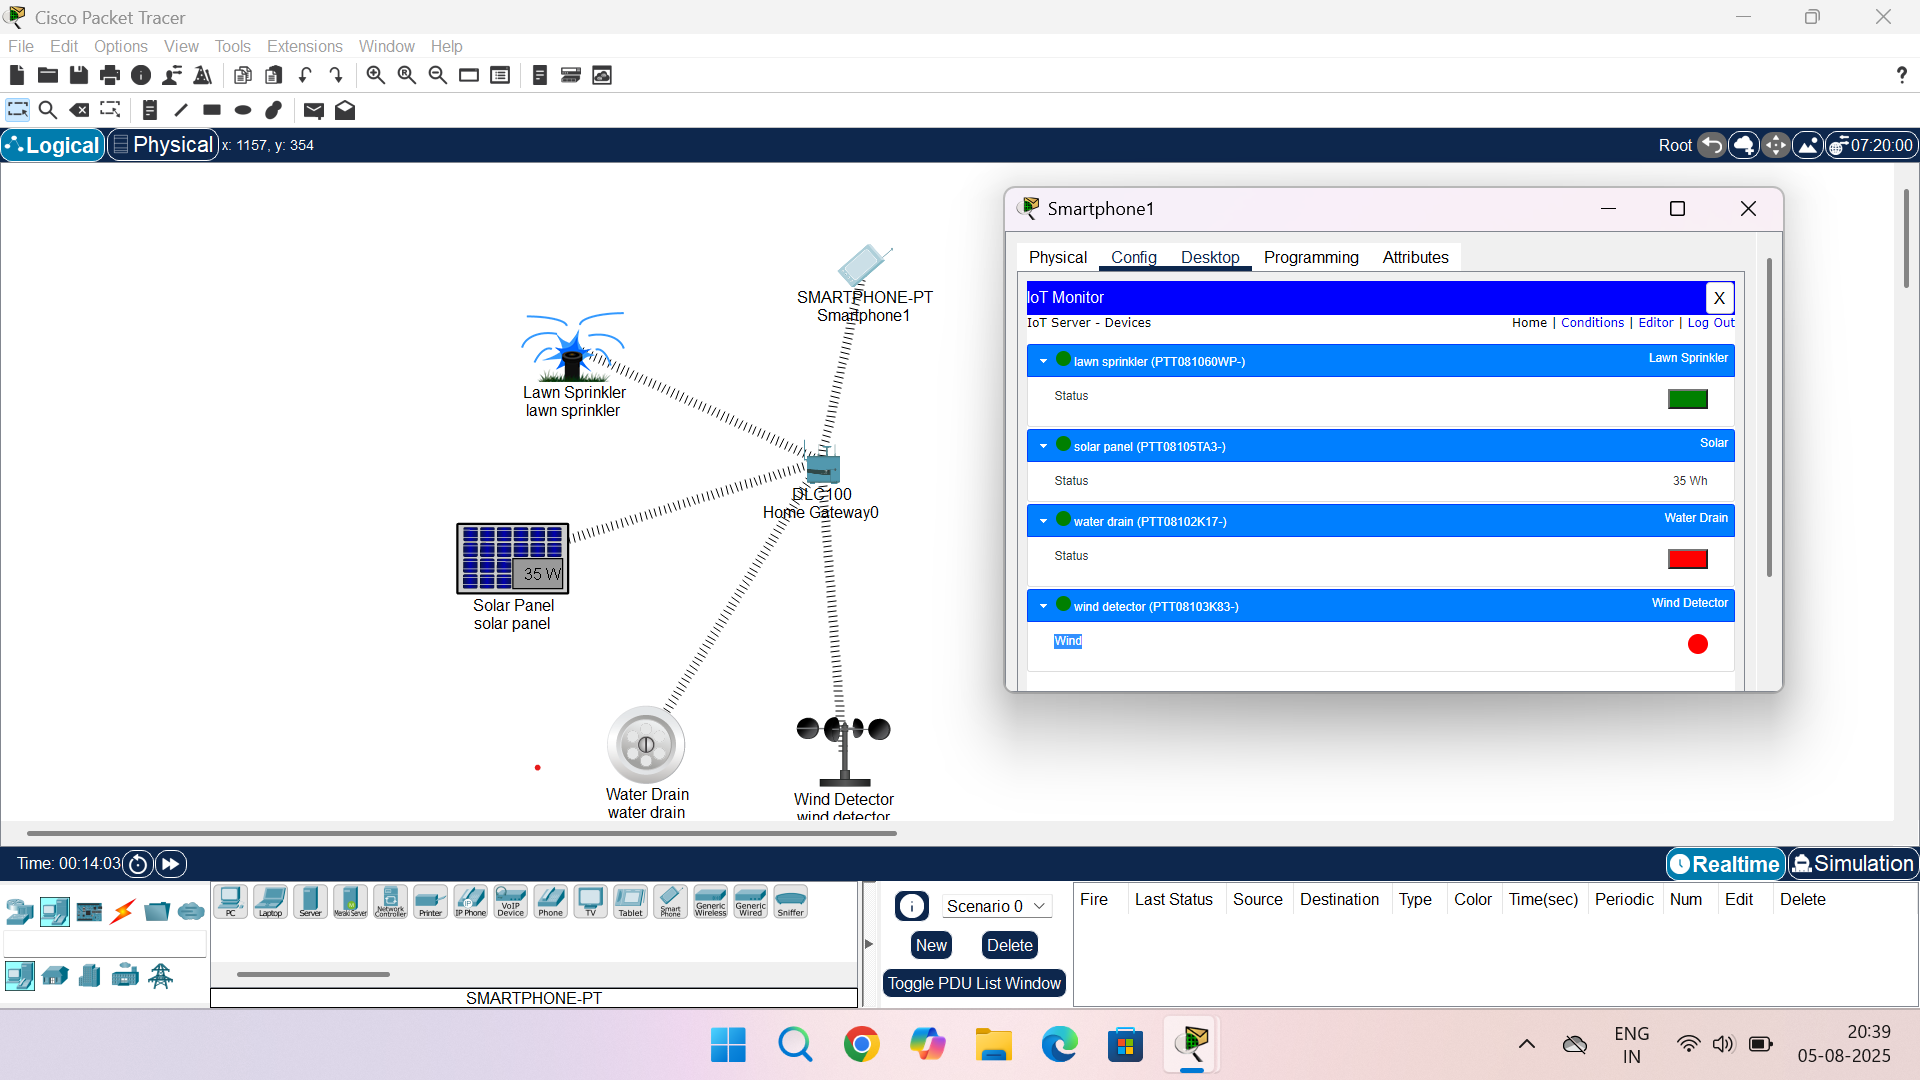 Cisco Packet Tracer
File Edit Options View Tools Extensions Window Help
?
Logical Physical x: 1157, y: 354 Root 07:20:00
SMARTPHONE-PT
Smartphone1
Lawn Sprinkler
lawn sprinkler
DLC100
Home Gateway0
35 W
Solar Panel
solar panel
Water Drain
water drain
Wind Detector
wind detector
Smartphone1
Physical Config Desktop Programming Attributes
IoT Monitor X
IoT Server - Devices Home | Conditions | Editor | Log Out
lawn sprinkler (PTT081060WP-) Lawn Sprinkler
Status
solar panel (PTT08105TA3-) Solar
Status 35 Wh
water drain (PTT08102K17-) Water Drain
Status
wind detector (PTT08103K83-) Wind Detector
Wind
Time: 00:14:03 Realtime Simulation
PC Laptop Server Meraki Server Network Controller Printer IP Phone VoIP Device Phone TV Tablet Smart Phone Generic Wireless Generic Wired Sniffer
SMARTPHONE-PT
Scenario 0
New Delete
Toggle PDU List Window
Fire Last Status Source Destination Type Color Time(sec) Periodic Num Edit Delete
ENG
IN
20:39
05-08-2025